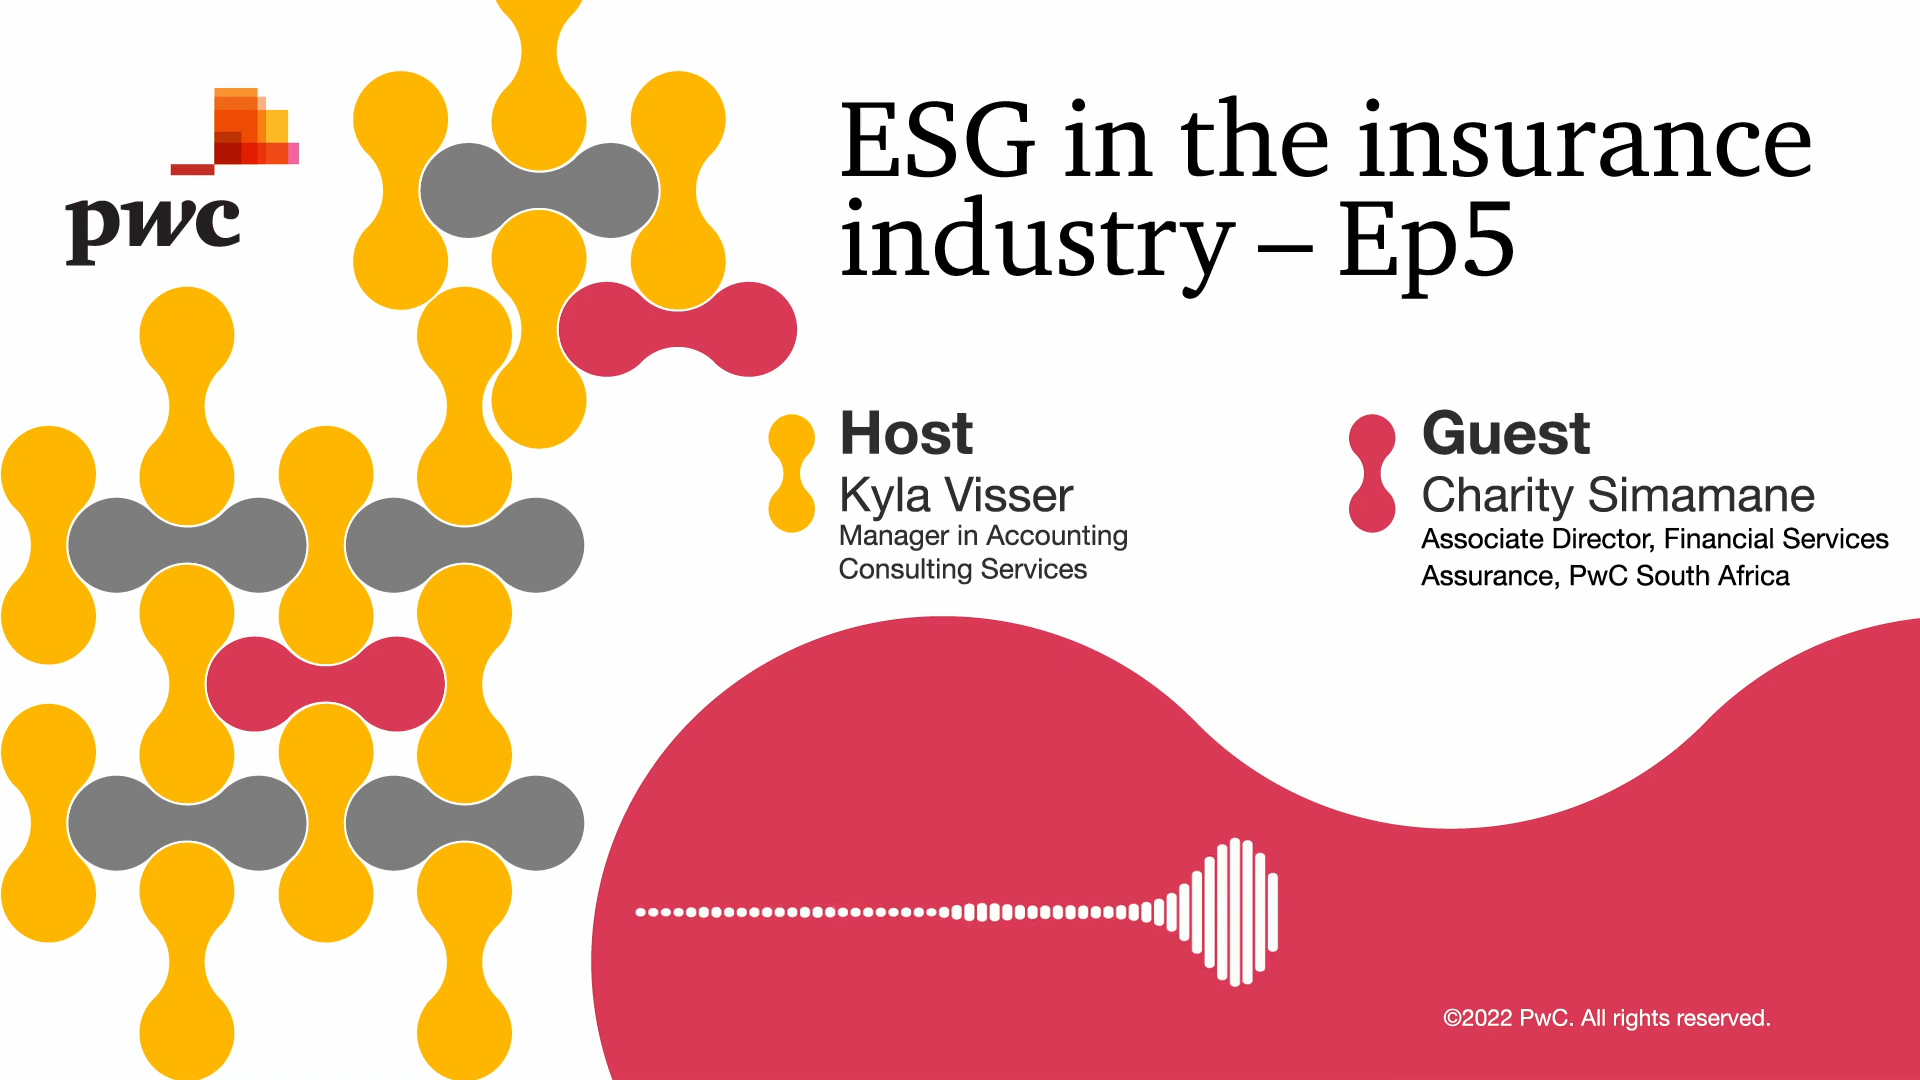 pwc
ESG in the insurance
industry – Ep5
Host
Kyla Visser
Manager in Accounting
Consulting Services
Guest
Charity Simamane
Associate Director, Financial Services
Assurance, PwC South Africa
©2022 PwC. All rights reserved.